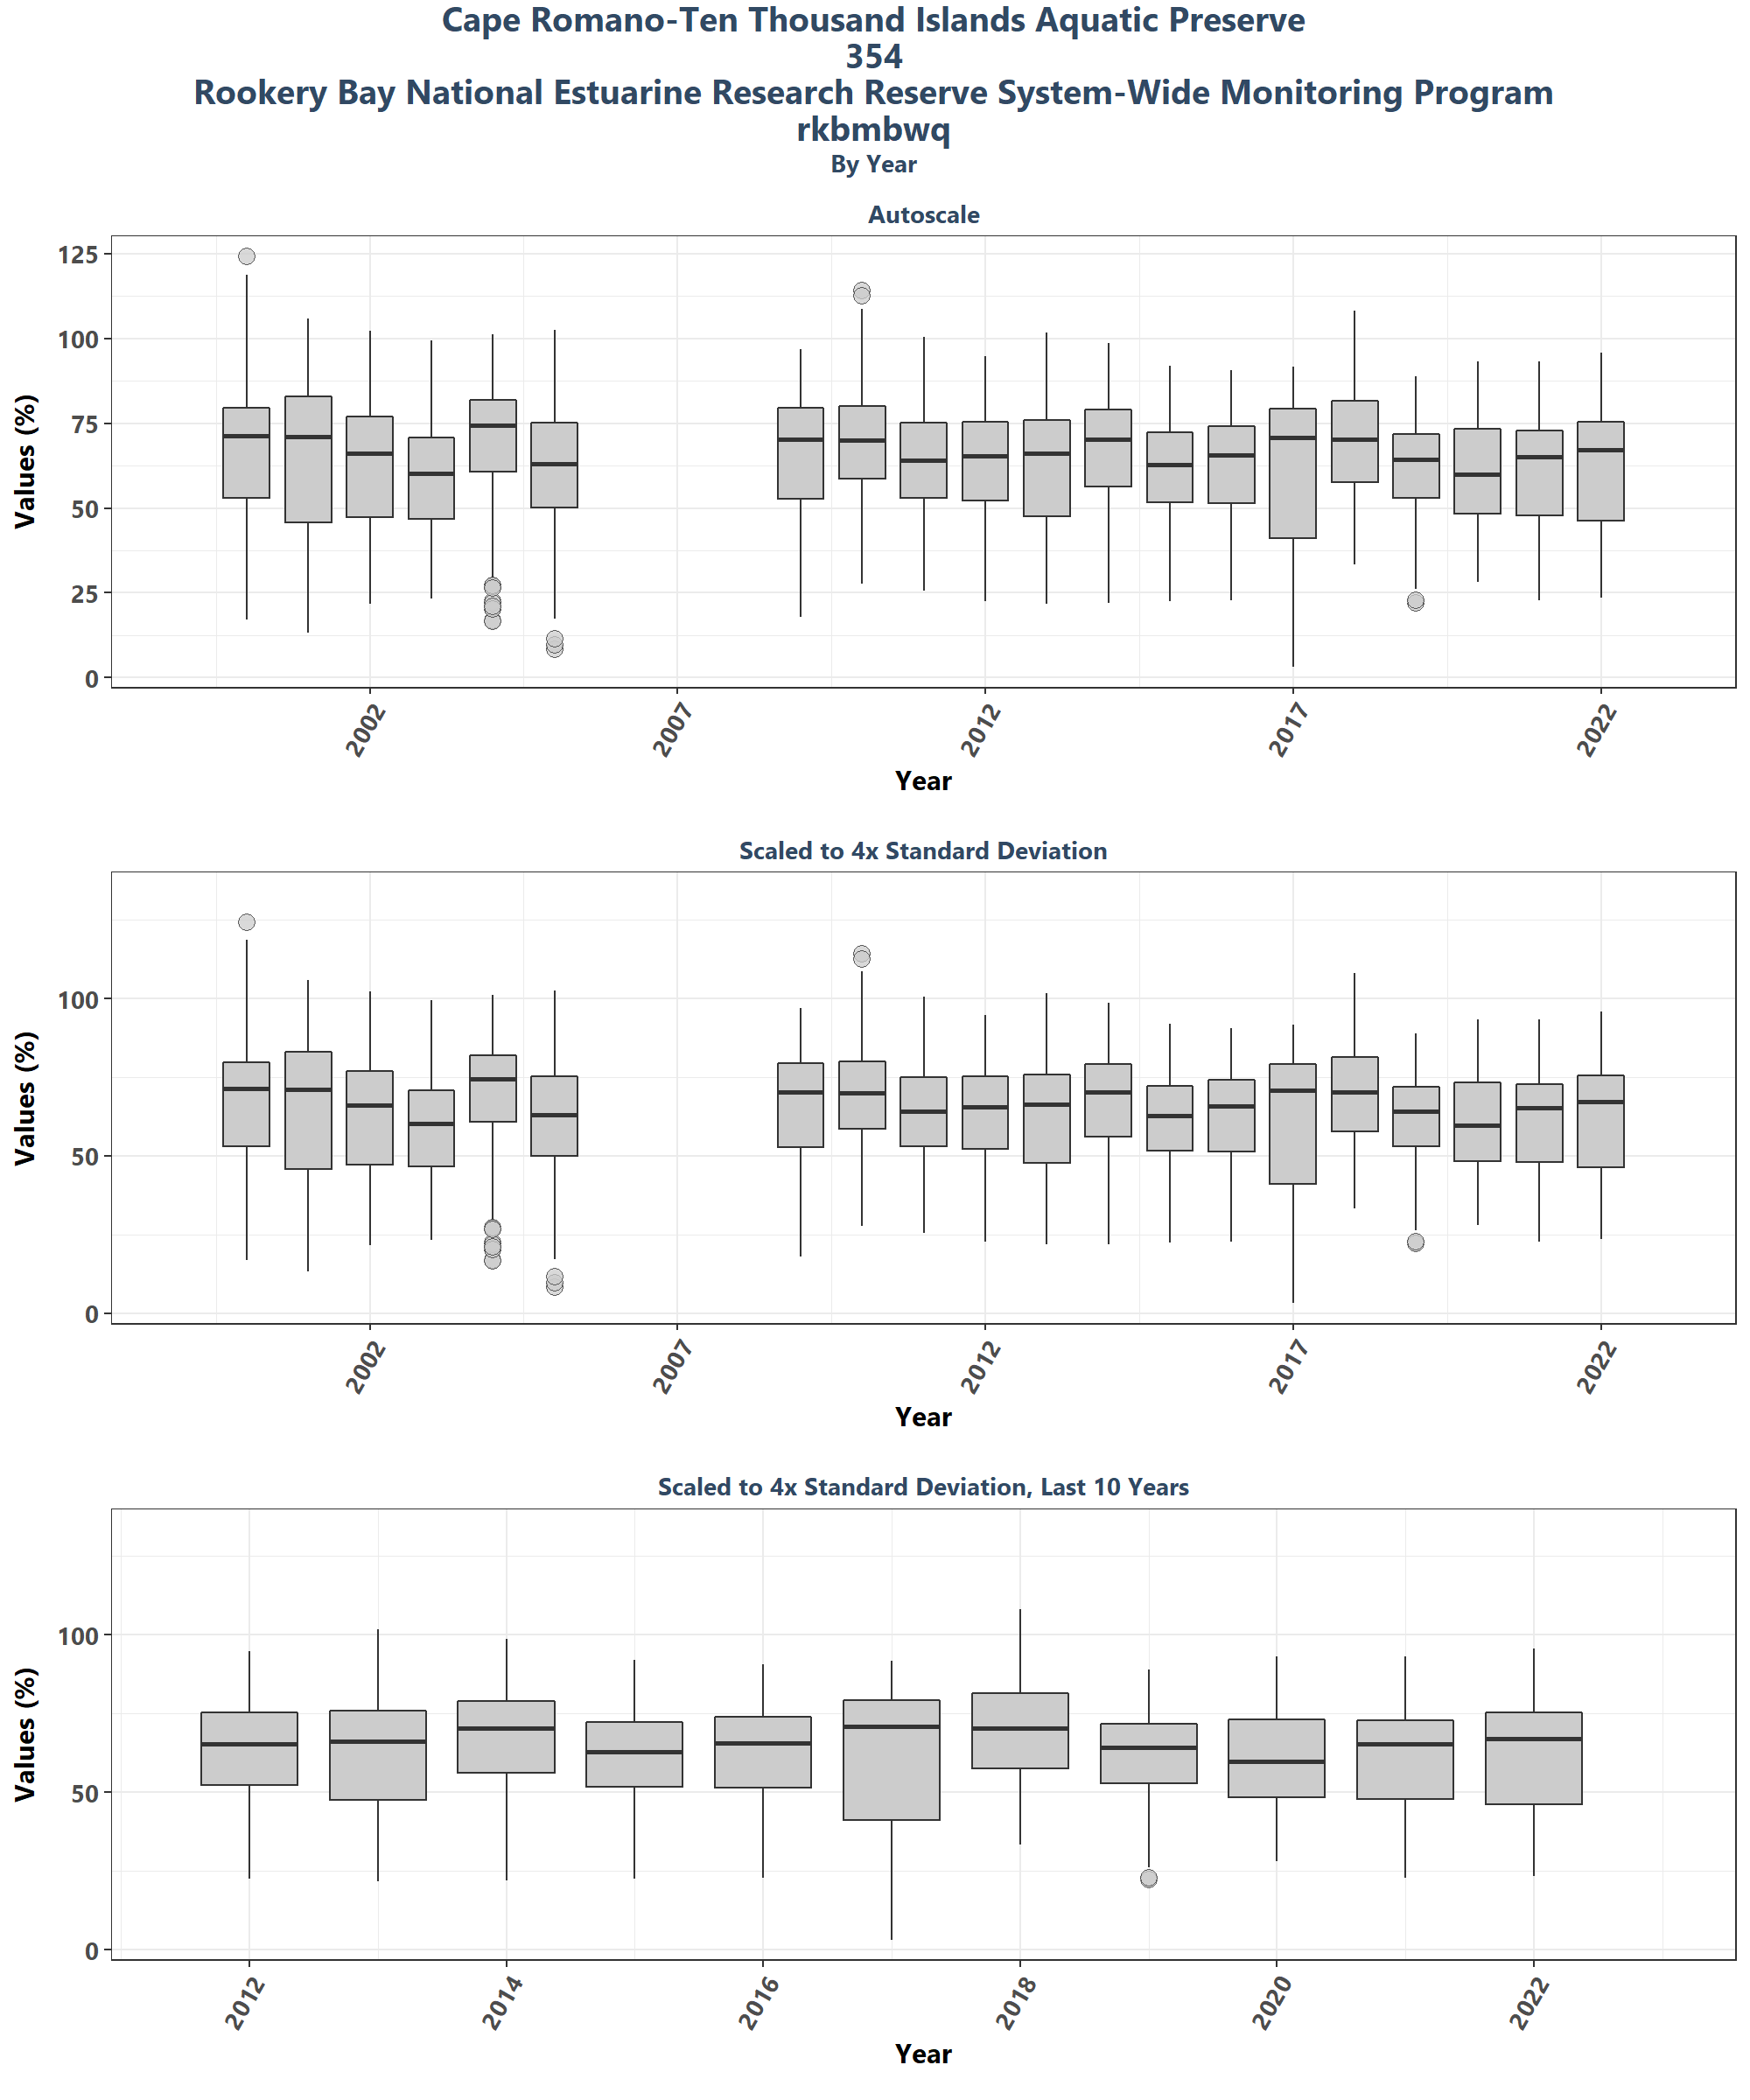 Cape Romano-Ten Thousand Islands Aquatic Preserve
354
Rookery Bay National Estuarine Research Reserve System-Wide Monitoring Program
rkbmbwq
By Year
Autoscale
Values (%)
125
100
75
50
25
0
2002
2007
2012
2017
2022
Year
Scaled to 4x Standard Deviation
Values (%)
100
50
0
2002
2007
2012
2017
2022
Year
Scaled to 4x Standard Deviation, Last 10 Years
Values (%)
100
50
0
2012
2014
2016
2018
2020
2022
Year